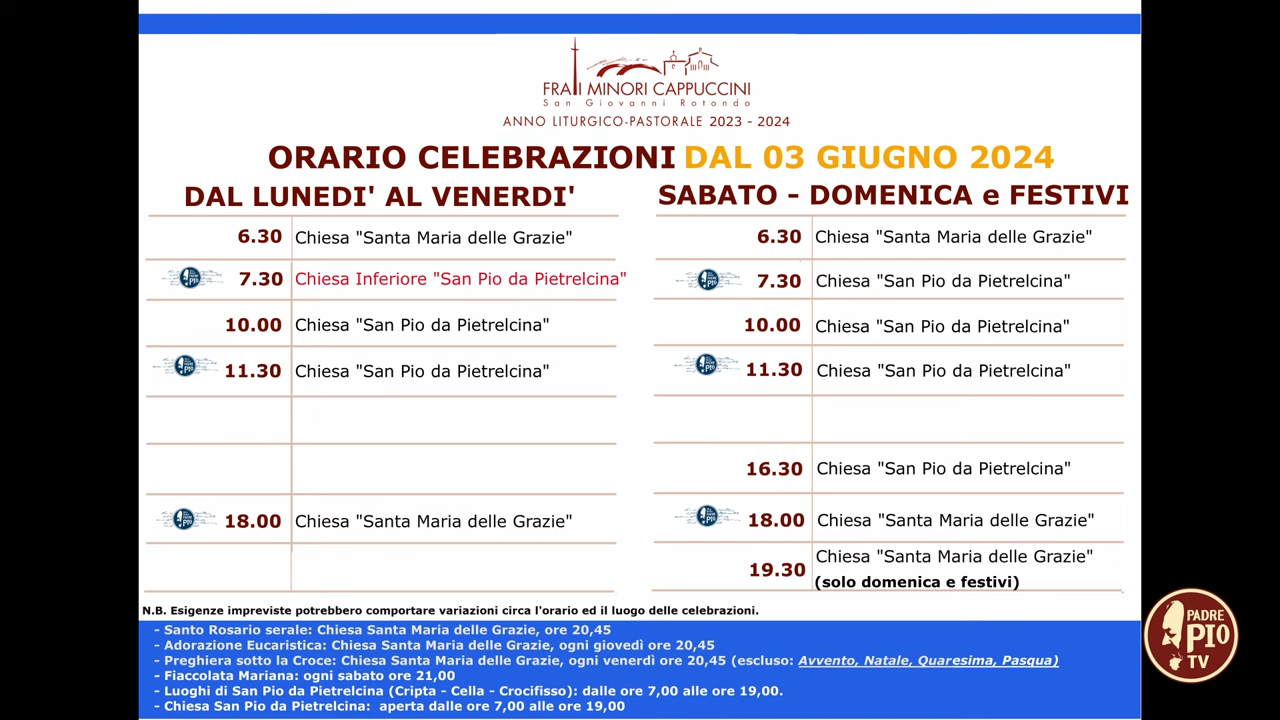 FRATI MINORI CAPPUCCINI
San Giovanni Rotondo
ANNO LITURGICO-PASTORALE 2023 - 2024
ORARIO CELEBRAZIONI DAL 03 GIUGNO 2024
DAL LUNEDI' AL VENERDI'
6.30 Chiesa "Santa Maria delle Grazie"
7.30 Chiesa Inferiore "San Pio da Pietrelcina"
10.00 Chiesa "San Pio da Pietrelcina"
11.30 Chiesa "San Pio da Pietrelcina"
18.00 Chiesa "Santa Maria delle Grazie"
SABATO - DOMENICA e FESTIVI
6.30 Chiesa "Santa Maria delle Grazie"
7.30 Chiesa "San Pio da Pietrelcina"
10.00 Chiesa "San Pio da Pietrelcina"
11.30 Chiesa "San Pio da Pietrelcina"
16.30 Chiesa "San Pio da Pietrelcina"
18.00 Chiesa "Santa Maria delle Grazie"
19.30 Chiesa "Santa Maria delle Grazie"
(solo domenica e festivi)
N.B. Esigenze impreviste potrebbero comportare variazioni circa l'orario ed il luogo delle celebrazioni.
- Santo Rosario serale: Chiesa Santa Maria delle Grazie, ore 20,45
- Adorazione Eucaristica: Chiesa Santa Maria delle Grazie, ogni giovedì ore 20,45
- Preghiera sotto la Croce: Chiesa Santa Maria delle Grazie, ogni venerdì ore 20,45 (escluso: Avvento, Natale, Quaresima, Pasqua)
- Fiaccolata Mariana: ogni sabato ore 21,00
- Luoghi di San Pio da Pietrelcina (Cripta - Cella - Crocifisso): dalle ore 7,00 alle ore 19,00.
- Chiesa San Pio da Pietrelcina: aperta dalle ore 7,00 alle ore 19,00
PADRE
PIO
TV